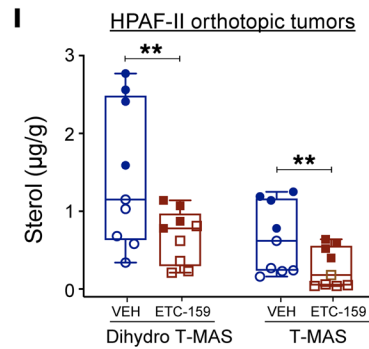 I
HPAF-II orthotopic tumors
Sterol (µg/g)
3
2
1
0
**
**
VEH ETC-159 VEH ETC-159
Dihydro T-MAS T-MAS